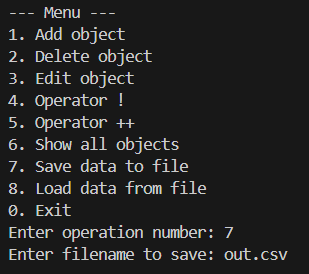 --- Menu ---
1. Add object
2. Delete object
3. Edit object
4. Operator !
5. Operator ++
6. Show all objects
7. Save data to file
8. Load data from file
0. Exit
Enter operation number: 7
Enter filename to save: out.csv